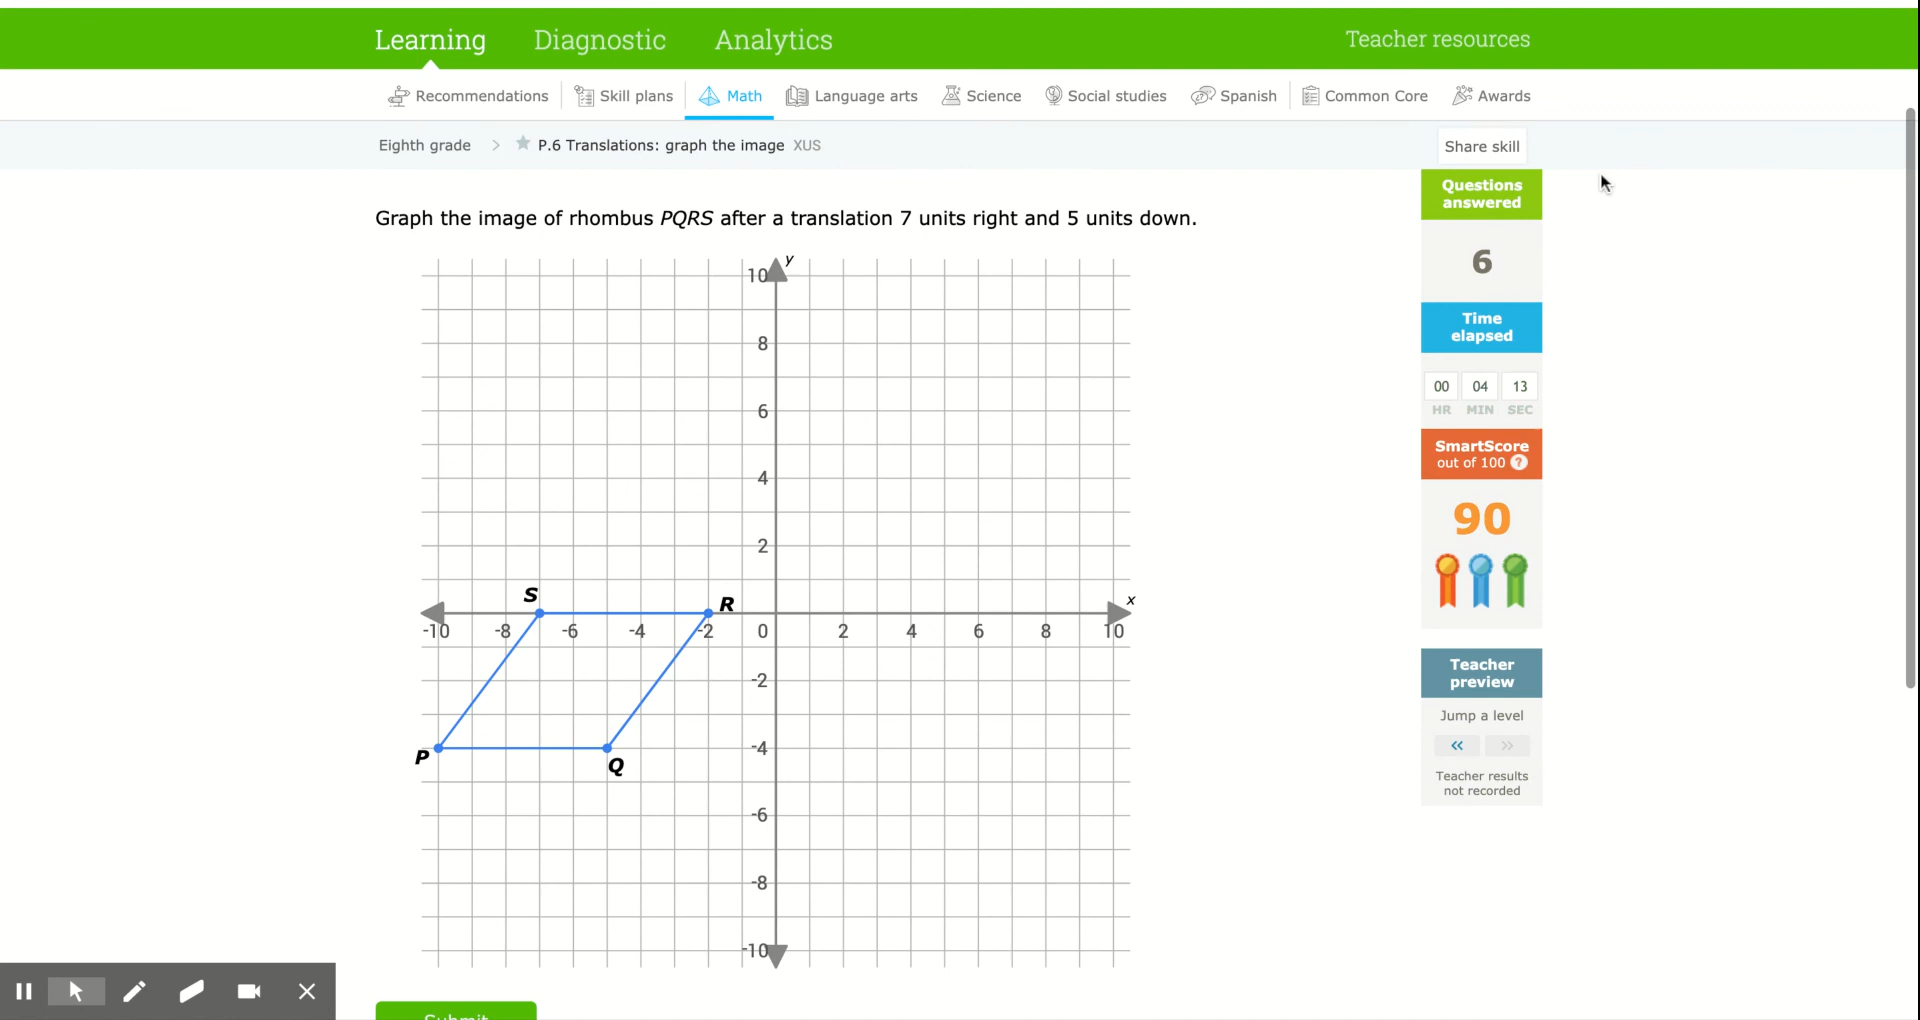 Learning Diagnostic Analytics Teacher resources
Recommendations Skill plans Math Language arts Science Social studies Spanish Common Core Awards
Eighth grade > P.6 Translations: graph the image XUS Share skill
Graph the image of rhombus PQRS after a translation 7 units right and 5 units down.
y
10
8
6
4
2
S
R
x
-10 -8 -6 -4 -2 0 2 4 6 8 10
-2
P
-4
Q
-6
-8
-10
Questions
answered
6
Time
elapsed
00 04 13
HR MIN SEC
SmartScore
out of 100 ?
90
Teacher
preview
Jump a level
Teacher results
not recorded
Submit